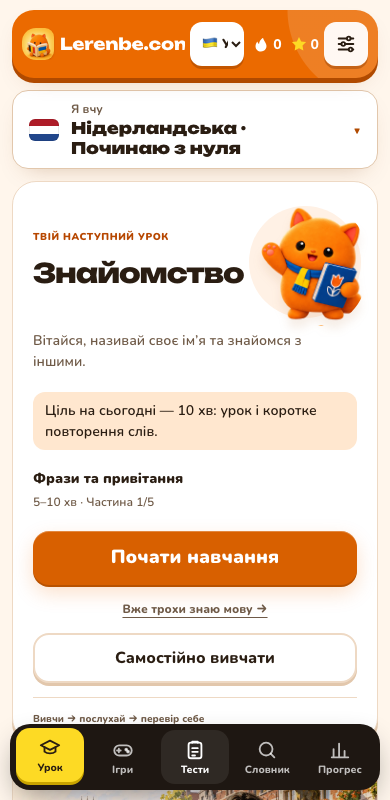 Lerenbe.com
0
0
Я вчу
Нідерландська ·
Починаю з нуля
ТВІЙ НАСТУПНИЙ УРОК
Знайомство
Вітайся, називай своє ім’я та знайомся з
іншими.
Ціль на сьогодні — 10 хв: урок і коротке
повторення слів.
Фрази та привітання
5–10 хв · Частина 1/5
Почати навчання
Вже трохи знаю мову →
Самостійно вивчати
Вивчи → послухай → перевір себе
Урок
Ігри
Тести
Словник
Прогрес